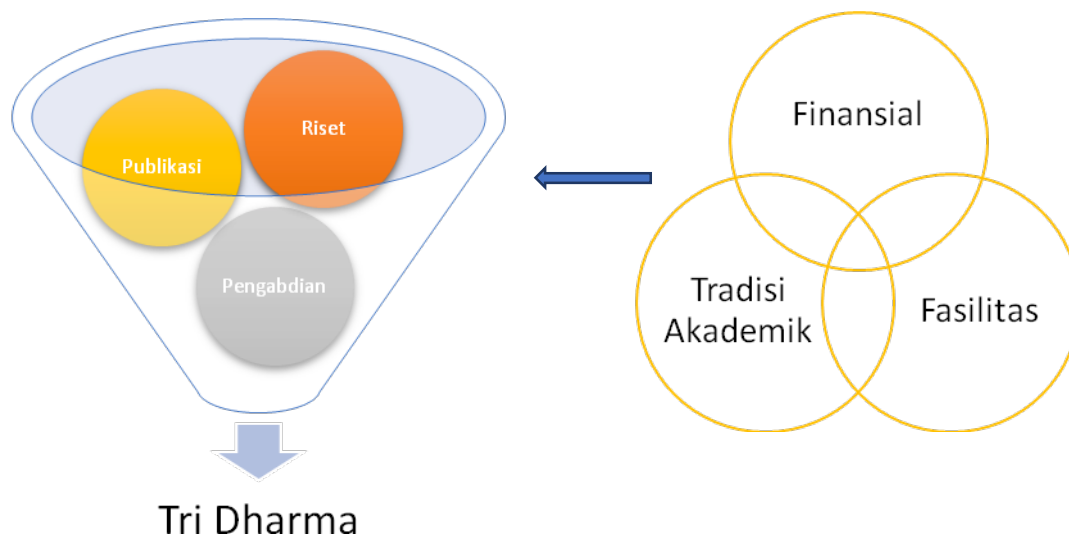 Riset
Publikasi
Pengabdian
Tri Dharma
Finansial
Tradisi
Akademik
Fasilitas